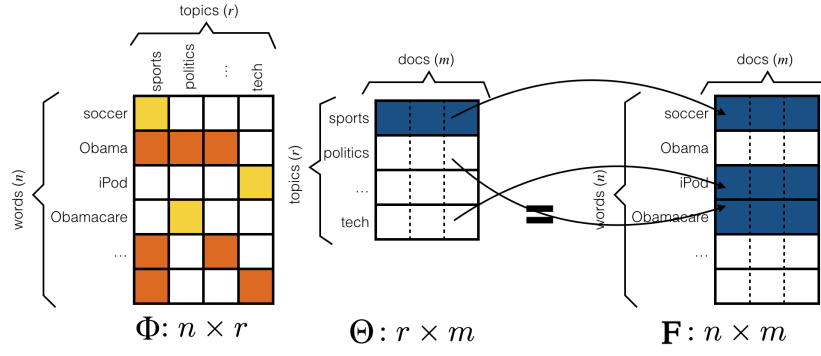 topics (r)
sports
politics
...
tech
words (n)
soccer
Obama
iPod
Obamacare
...
Φ: n × r
docs (m)
topics (r)
sports
politics
...
tech
Θ: r × m
=
docs (m)
words (n)
soccer
Obama
iPod
Obamacare
...
F: n × m